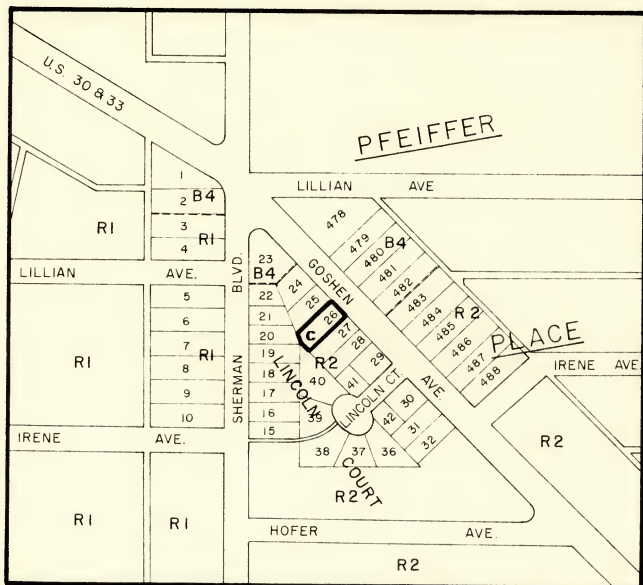 U.S. 30 & 33
PFEIFFER
1
2
B4
3
R1
4
R1
LILLIAN AVE
478
479
480
B4
481
482
483
484
R2
485
486
487
488
PLACE
IRENE AVE.
LILLIAN AVE.
SHERMAN BLVD.
GOSHEN AVE.
23
B4
24
22
25
21
26
C
20
27
19
28
R2
29
18
40
41
17
16
39
15
LINCOLN COURT
LINCOLN CT.
42
30
31
32
38
37
36
R2
5
6
7
R1
8
9
10
R1
IRENE AVE.
R2
R1
R1
HOFER AVE.
R2